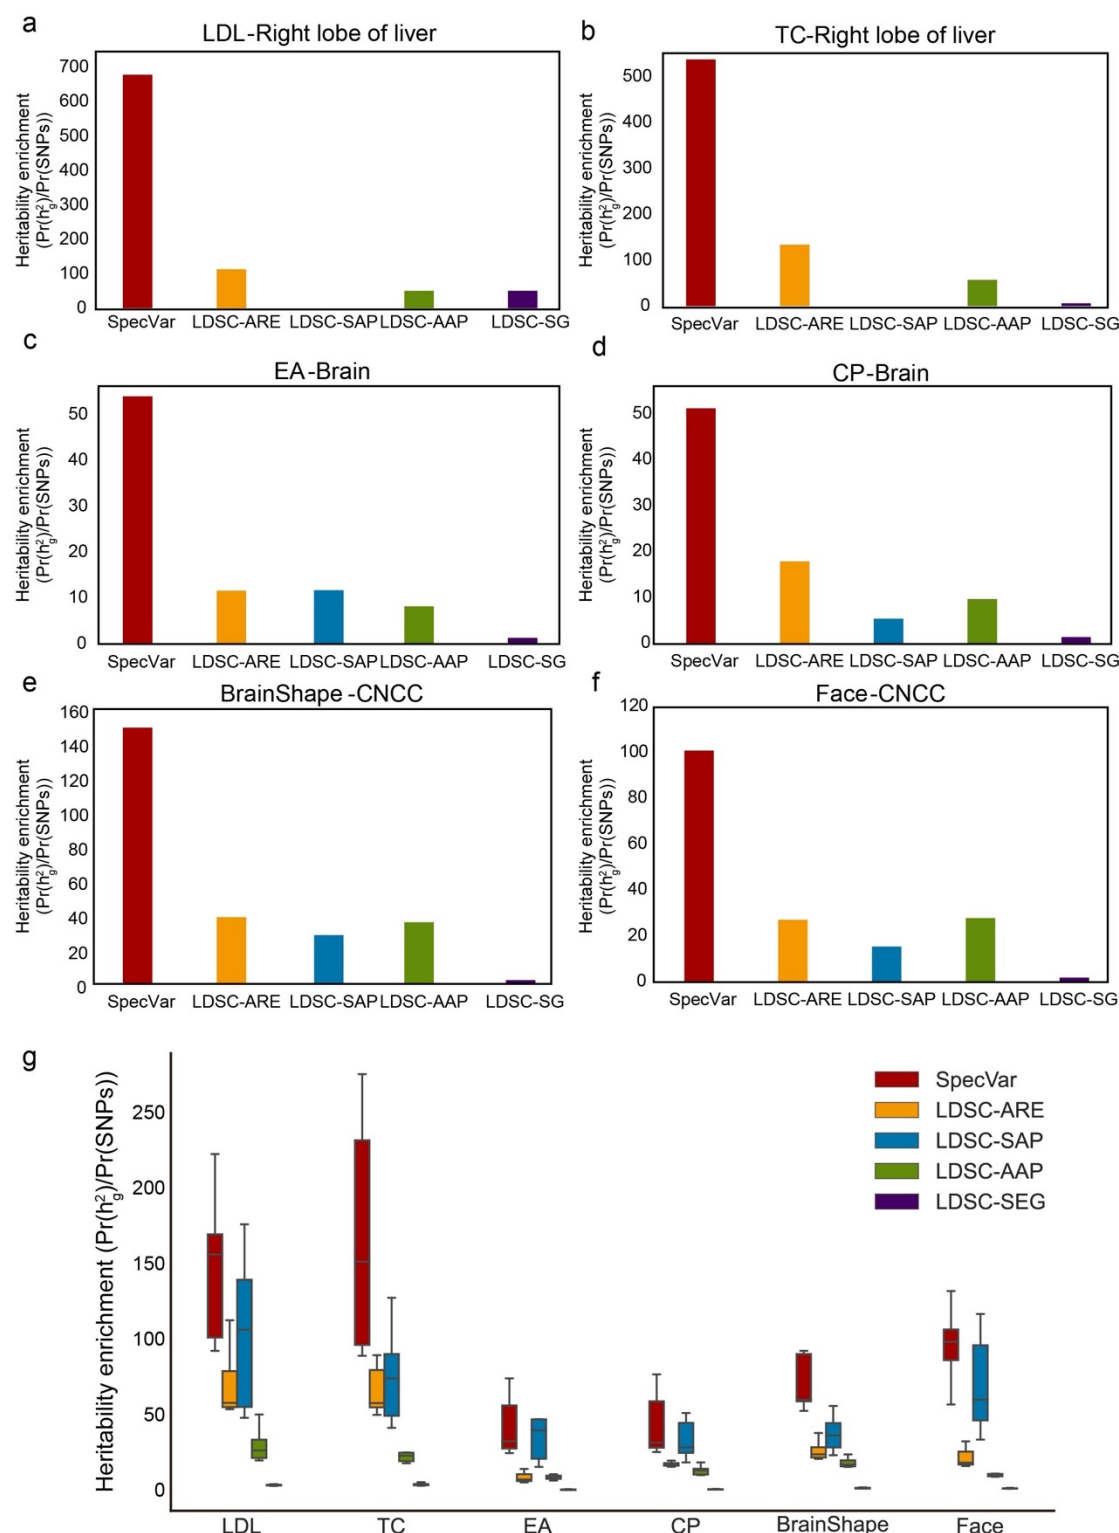 a
LDL-Right lobe of liver
Heritability enrichment
(Pr(h²g)/Pr(SNPs))
700
600
500
400
300
200
100
0
SpecVar LDSC-ARE LDSC-SAP LDSC-AAP LDSC-SG
b
TC-Right lobe of liver
Heritability enrichment
(Pr(h²g)/Pr(SNPs))
500
400
300
200
100
0
SpecVar LDSC-ARE LDSC-SAP LDSC-AAP LDSC-SG
c
EA-Brain
Heritability enrichment
(Pr(h²g)/Pr(SNPs))
50
40
30
20
10
0
SpecVar LDSC-ARE LDSC-SAP LDSC-AAP LDSC-SG
d
CP-Brain
Heritability enrichment
(Pr(h²g)/Pr(SNPs))
50
40
30
20
10
0
SpecVar LDSC-ARE LDSC-SAP LDSC-AAP LDSC-SG
e
BrainShape-CNCC
Heritability enrichment
(Pr(h²g)/Pr(SNPs))
160
140
120
100
80
60
40
20
0
SpecVar LDSC-ARE LDSC-SAP LDSC-AAP LDSC-SG
f
Face-CNCC
Heritability enrichment
(Pr(h²g)/Pr(SNPs))
120
100
80
60
40
20
0
SpecVar LDSC-ARE LDSC-SAP LDSC-AAP LDSC-SG
g
Heritability enrichment (Pr(h²g)/Pr(SNPs))
250
200
150
100
50
0
SpecVar
LDSC-ARE
LDSC-SAP
LDSC-AAP
LDSC-SEG
LDL TC EA CP BrainShape Face